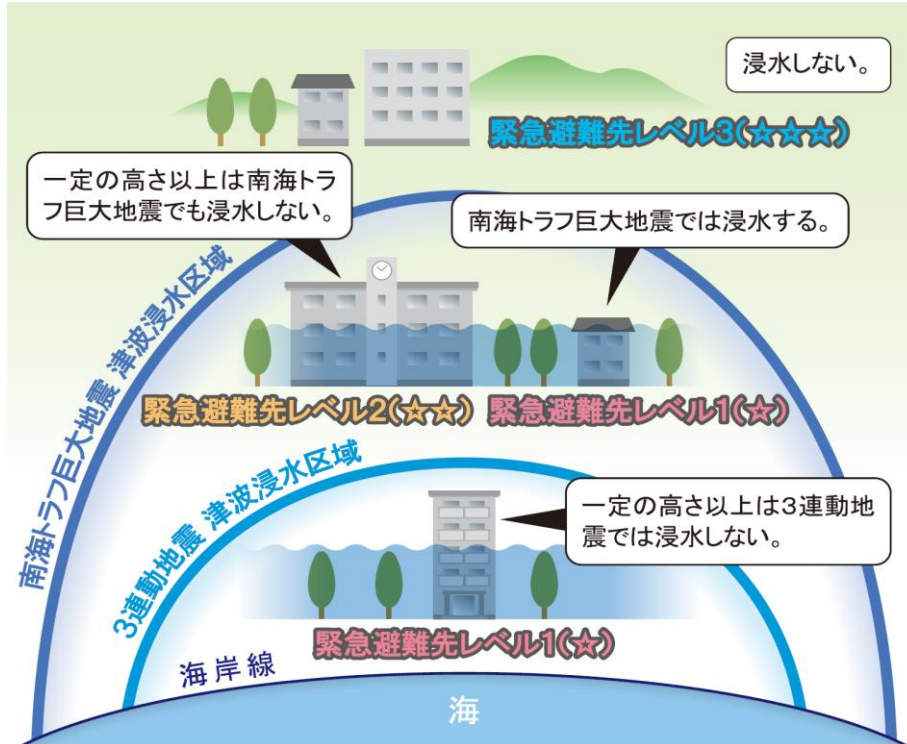 浸水しない。
緊急避難先レベル3(☆☆☆)
一定の高さ以上は南海トラ
フ巨大地震でも浸水しない。
南海トラフ巨大地震では浸水する。
南海トラフ巨大地震 津波浸水区域
緊急避難先レベル2(☆☆)
緊急避難先レベル1(☆)
3連動地震 津波浸水区域
一定の高さ以上は3連動地
震では浸水しない。
緊急避難先レベル1(☆)
海岸線
海